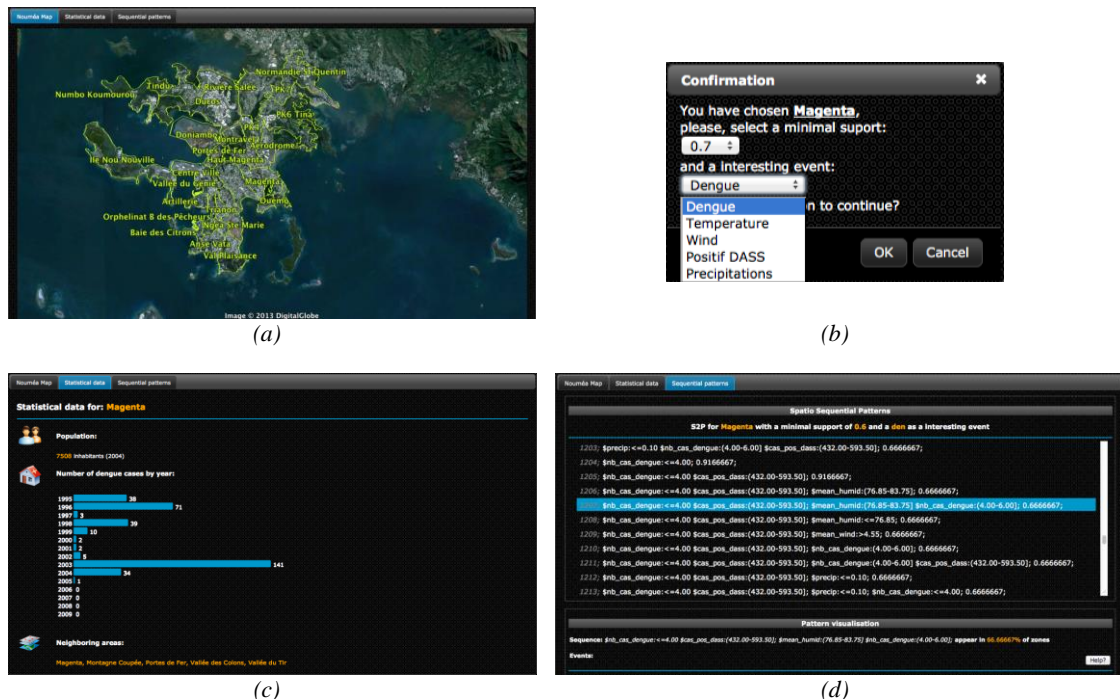 Nouméa Map Statistical data Sequential patterns
Normandie St Quentin
Tindu
Rivière Salée
PK7
Numbo Koumourou
Ducos
PK6 Tina
PK4
Doniambo
Montravel
Aerodrome
Portes de Fer
Ile Nou Nouville
Haut Magenta
Centre Ville
Vallée du Génie
Magenta
Artillerie
Ouémo
Trianon
Orphelinat B des Pêcheurs
Ngéa Ste Marie
Baie des Citrons
Anse Vata
Val Plaisance
Image © 2013 DigitalGlobe
(a)
Confirmation
You have chosen Magenta,
please, select a minimal suport:
0.7
and a interesting event:
Dengue
Dengue
n to continue?
Temperature
Wind
Positif DASS
Precipitations
OK Cancel
(b)
Nouméa Map Statistical data Sequential patterns
Statistical data for: Magenta
Population:
7508 inhabitants (2004)
Number of dengue cases by year:
1995 38
1996 71
1997 3
1998 39
1999 10
2000 2
2001 2
2002 5
2003 141
2004 34
2005 1
2006 0
2007 0
2008 0
2009 0
Neighboring areas:
Magenta, Montagne Coupée, Portes de Fer, Vallée des Colons, Vallée du Tir
(c)
Nouméa Map Statistical data Sequential patterns
Spatio Sequential Patterns
S2P for Magenta with a minimal support of 0.6 and a den as a interesting event
1203; $precip:<=0.10 $nb_cas_dengue:(4.00-6.00] $cas_pos_dass:(432.00-593.50]; 0.6666667;
1204; $nb_cas_dengue:<=4.00; 0.9166667;
1205; $nb_cas_dengue:<=4.00 $cas_pos_dass:(432.00-593.50]; 0.9166667;
1206; $nb_cas_dengue:<=4.00 $cas_pos_dass:(432.00-593.50]; $mean_humid:(76.85-83.75]; 0.6666667;
1207; $nb_cas_dengue:<=4.00 $cas_pos_dass:(432.00-593.50]; $mean_humid:(76.85-83.75] $nb_cas_dengue:(4.00-6.00]; 0.6666667;
1208; $nb_cas_dengue:<=4.00 $cas_pos_dass:(432.00-593.50]; $mean_humid:<=76.85; 0.6666667;
1209; $nb_cas_dengue:<=4.00 $cas_pos_dass:(432.00-593.50]; $mean_wind:>4.55; 0.6666667;
1210; $nb_cas_dengue:<=4.00 $cas_pos_dass:(432.00-593.50]; $nb_cas_dengue:(4.00-6.00]; 0.6666667;
1211; $nb_cas_dengue:<=4.00 $cas_pos_dass:(432.00-593.50]; $nb_cas_dengue:(4.00-6.00] $cas_pos_dass:(432.00-593.50]; 0.6666667;
1212; $nb_cas_dengue:<=4.00 $cas_pos_dass:(432.00-593.50]; $precip:<=0.10; 0.6666667;
1213; $nb_cas_dengue:<=4.00 $cas_pos_dass:(432.00-593.50]; $precip:<=0.10; $nb_cas_dengue:<=4.00; 0.6666667;
Pattern visualisation
Sequence: $nb_cas_dengue:<=4.00 $cas_pos_dass:(432.00-593.50]; $mean_humid:(76.85-83.75] $nb_cas_dengue:(4.00-6.00]; appear in 66.66667% of zones
Events:
Help?
(d)